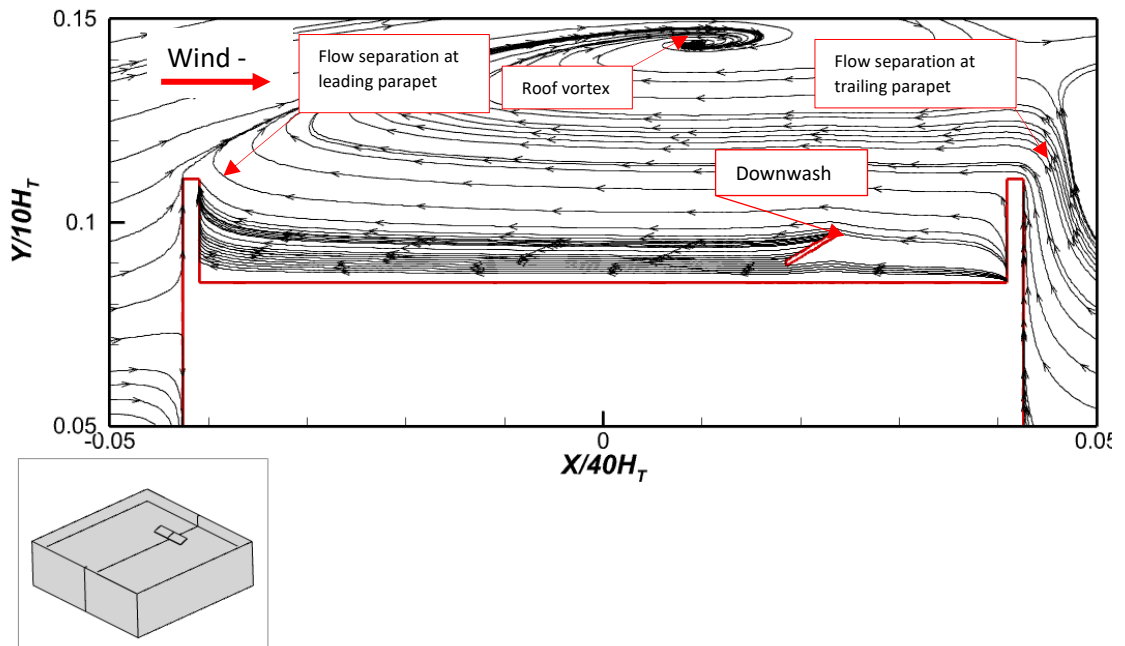 0.15
Wind -
Flow separation at
leading parapet
Roof vortex
Flow separation at
trailing parapet
Downwash
Y/10H_T
0.1
0.05
-0.05
0
0.05
X/40H_T